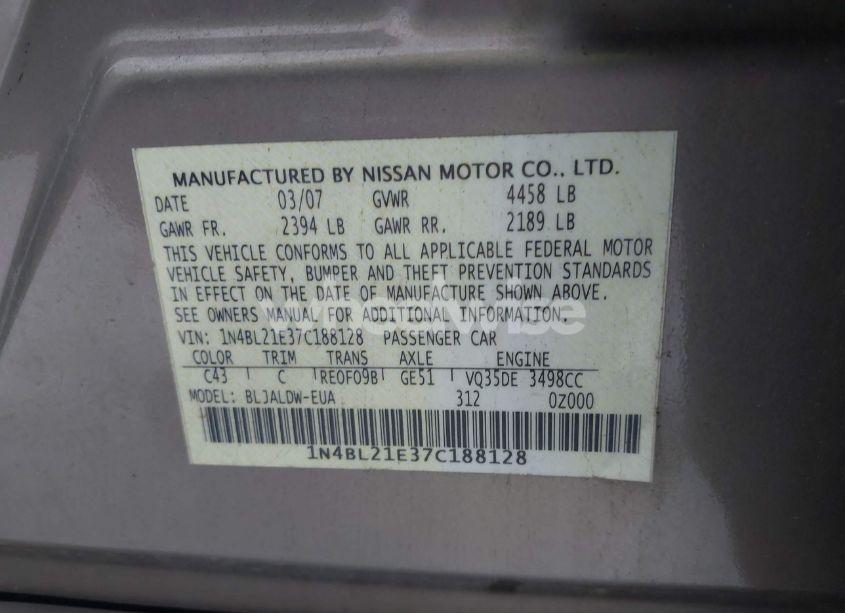 MANUFACTURED BY NISSAN MOTOR CO., LTD.
DATE 03/07 GVWR 4458 LB
GAWR FR. 2394 LB GAWR RR. 2189 LB
THIS VEHICLE CONFORMS TO ALL APPLICABLE FEDERAL MOTOR
VEHICLE SAFETY, BUMPER AND THEFT PREVENTION STANDARDS
IN EFFECT ON THE DATE OF MANUFACTURE SHOWN ABOVE.
SEE OWNERS MANUAL FOR ADDITIONAL INFORMATION.
VIN: 1N4BL21E37C188128 PASSENGER CAR
COLOR TRIM TRANS AXLE ENGINE
C43 C RE0F09B GE51 VQ35DE 3498CC
MODEL: BLJALDW-EUA 312 0Z000
1N4BL21E37C188128